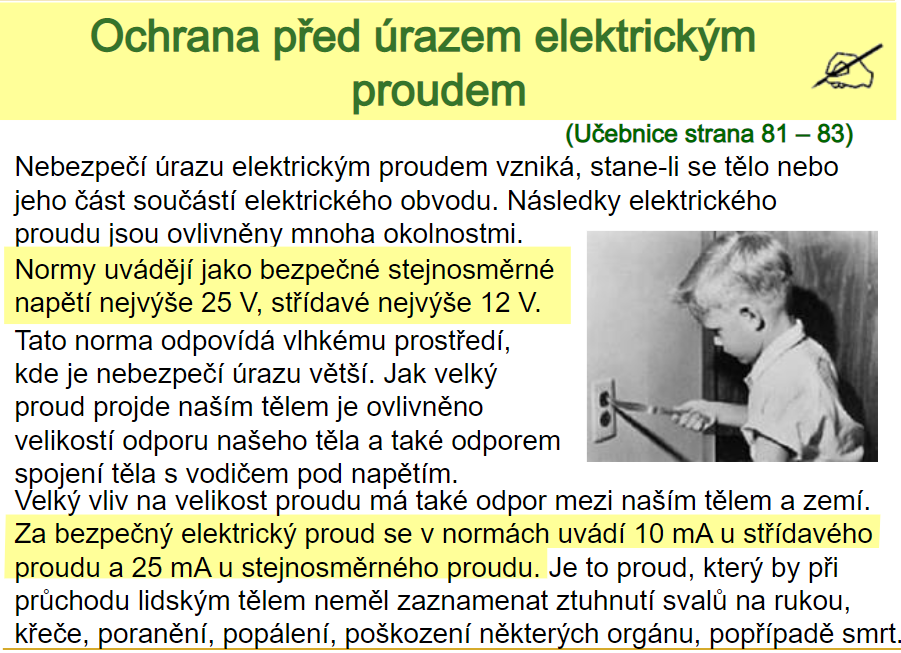 Ochrana před úrazem elektrickým
proudem
(Učebnice strana 81 – 83)
Nebezpečí úrazu elektrickým proudem vzniká, stane-li se tělo nebo
jeho část součástí elektrického obvodu. Následky elektrického
proudu jsou ovlivněny mnoha okolnostmi.
Normy uvádějí jako bezpečné stejnosměrné
napětí nejvýše 25 V, střídavé nejvýše 12 V.
Tato norma odpovídá vlhkému prostředí,
kde je nebezpečí úrazu větší. Jak velký
proud projde naším tělem je ovlivněno
velikostí odporu našeho těla a také odporem
spojení těla s vodičem pod napětím.
Velký vliv na velikost proudu má také odpor mezi naším tělem a zemí.
Za bezpečný elektrický proud se v normách uvádí 10 mA u střídavého
proudu a 25 mA u stejnosměrného proudu. Je to proud, který by při
průchodu lidským tělem neměl zaznamenat ztuhnutí svalů na rukou,
křeče, poranění, popálení, poškození některých orgánu, popřípadě smrt.